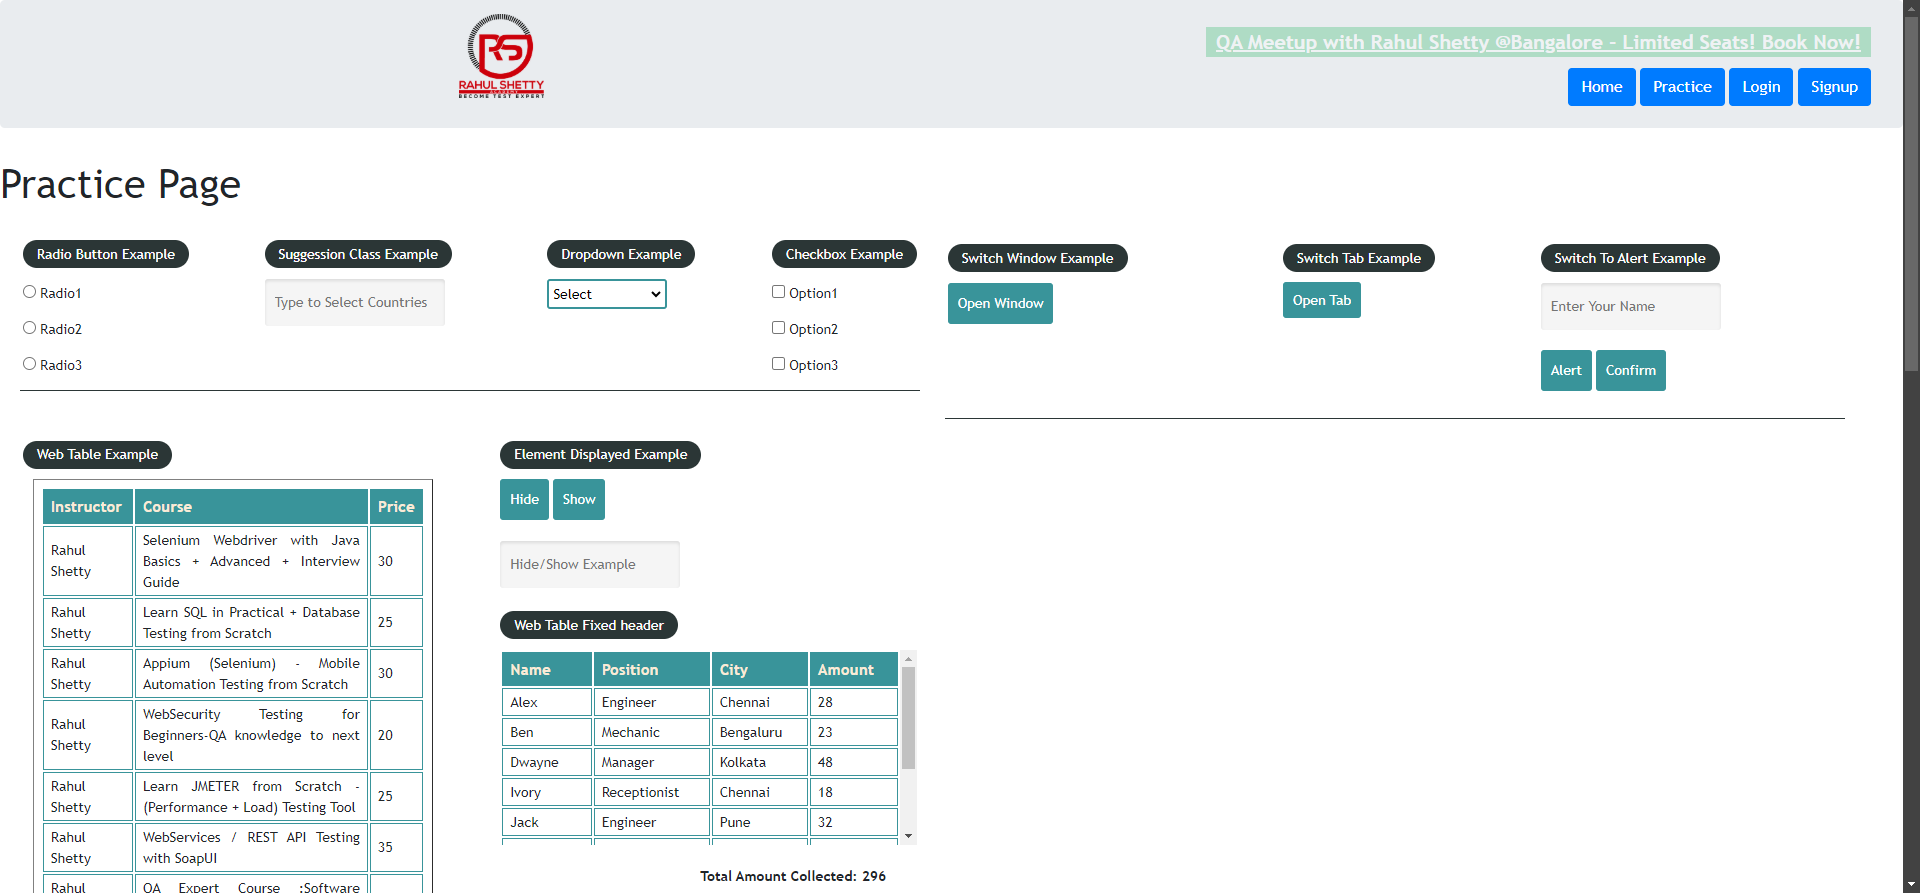 RS
RAHUL SHETTY
ACADEMY
BECOME TEST EXPERT
QA Meetup with Rahul Shetty @Bangalore - Limited Seats! Book Now!
Home Practice Login Signup
Practice Page
Radio Button Example
Radio1
Radio2
Radio3
Suggession Class Example
Type to Select Countries
Dropdown Example
Select
Checkbox Example
Option1
Option2
Option3
Switch Window Example
Open Window
Switch Tab Example
Open Tab
Switch To Alert Example
Enter Your Name
Alert Confirm
Web Table Example
Instructor Course Price
Rahul Shetty Selenium Webdriver with Java Basics + Advanced + Interview Guide 30
Rahul Shetty Learn SQL in Practical + Database Testing from Scratch 25
Rahul Shetty Appium (Selenium) - Mobile Automation Testing from Scratch 30
Rahul Shetty WebSecurity Testing for Beginners-QA knowledge to next level 20
Rahul Shetty Learn JMETER from Scratch - (Performance + Load) Testing Tool 25
Rahul Shetty WebServices / REST API Testing with SoapUI 35
Rahul QA Expert Course :Software
Element Displayed Example
Hide Show
Hide/Show Example
Web Table Fixed header
Name Position City Amount
Alex Engineer Chennai 28
Ben Mechanic Bengaluru 23
Dwayne Manager Kolkata 48
Ivory Receptionist Chennai 18
Jack Engineer Pune 32
Total Amount Collected: 296